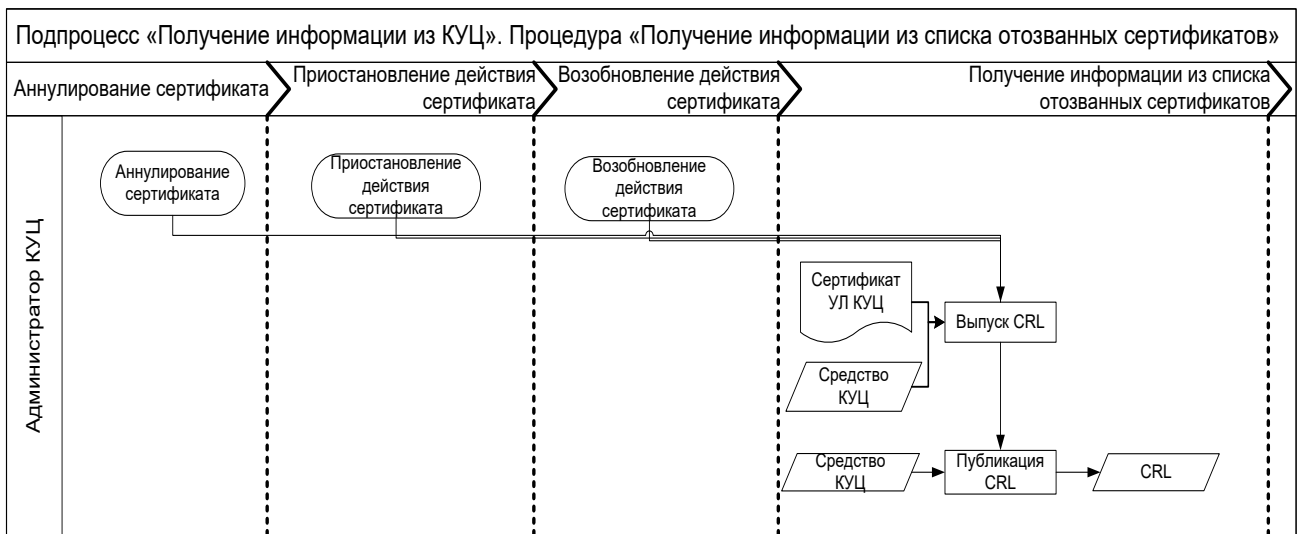 Подпроцесс «Получение информации из КУЦ». Процедура «Получение информации из списка отозванных сертификатов»
Аннулирование сертификата
Приостановление действия
сертификата
Возобновление действия
сертификата
Получение информации из списка
отозванных сертификатов
Администратор КУЦ
Аннулирование
сертификата
Приостановление
действия
сертификата
Возобновление
действия
сертификата
Сертификат
УЛ КУЦ
Выпуск CRL
Средство
КУЦ
Средство
КУЦ
Публикация
CRL
CRL